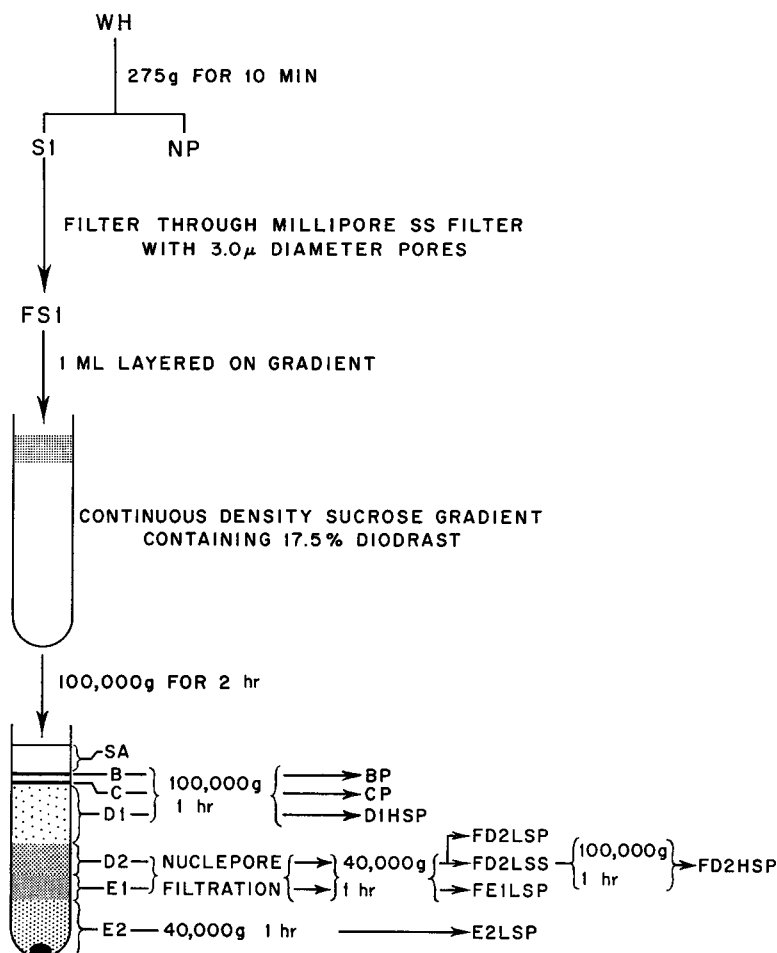 WH
275g FOR 10 MIN
S1 NP
FILTER THROUGH MILLIPORE SS FILTER
WITH 3.0μ DIAMETER PORES
FS1
1 ML LAYERED ON GRADIENT
CONTINUOUS DENSITY SUCROSE GRADIENT
CONTAINING 17.5% DIODRAST
100,000g FOR 2 hr
SA
B
C
D1
100,000g
1 hr
BP
CP
D1HSP
D2
E1
NUCLEPORE
FILTRATION
40,000g
1 hr
FD2LSP
FD2LSS
FE1LSP
100,000g
1 hr
FD2HSP
E2 40,000g 1 hr E2LSP